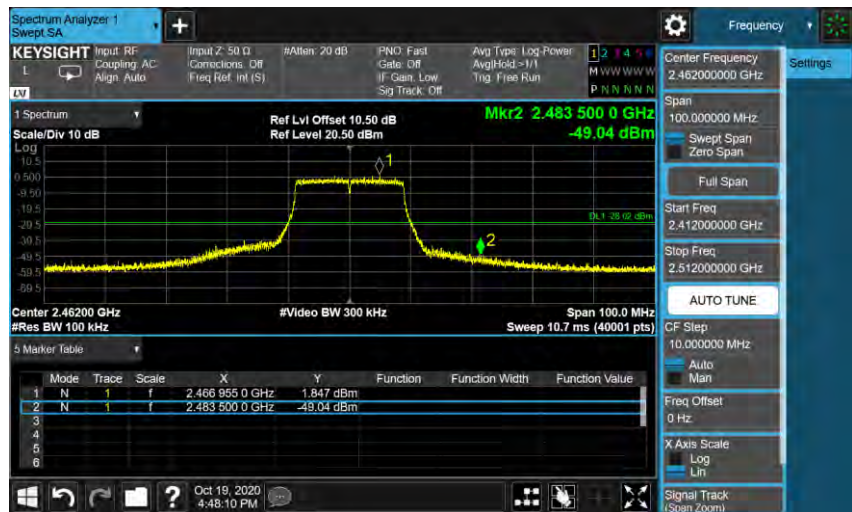 Spectrum Analyzer 1
Swept SA
Frequency
KEYSIGHT
Input: RF
Coupling: AC
Align: Auto
Input Z: 50 Ω
Corrections: Off
Freq Ref: Int (S)
#Atten: 20 dB
PNO: Fast
Gate: Off
IF Gain: Low
Sig Track: Off
Avg Type: Log-Power
Avg|Hold:>1/1
Trig: Free Run
1 2 3 4 5 6
M W W W W W
P N N N N N
L
LXI
Settings
Center Frequency
2.462000000 GHz
Span
100.000000 MHz
Swept Span
Zero Span
Full Span
Start Freq
2.412000000 GHz
Stop Freq
2.512000000 GHz
AUTO TUNE
CF Step
10.000000 MHz
Auto
Man
Freq Offset
0 Hz
X Axis Scale
Log
Lin
Signal Track
(Span Zoom)
1 Spectrum
Scale/Div 10 dB
Ref Lvl Offset 10.50 dB
Ref Level 20.50 dBm
Mkr2 2.483 500 0 GHz
-49.04 dBm
Log
10.5
0.500
-9.50
-19.5
-29.5
-39.5
-49.5
-59.5
-69.5
1
2
DL1 -28.02 dBm
Center 2.46200 GHz
#Video BW 300 kHz
Span 100.0 MHz
#Res BW 100 kHz
Sweep 10.7 ms (40001 pts)
5 Marker Table
Mode Trace Scale X Y Function Function Width Function Value
1 N 1 f 2.466 955 0 GHz 1.847 dBm
2 N 1 f 2.483 500 0 GHz -49.04 dBm
3
4
5
6
?
Oct 19, 2020
4:48:10 PM